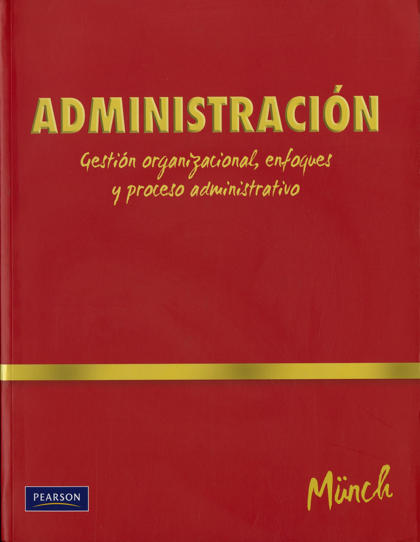 ADMINISTRACIÓN
Gestión organizacional, enfoques
y proceso administrativo
PEARSON
Münch